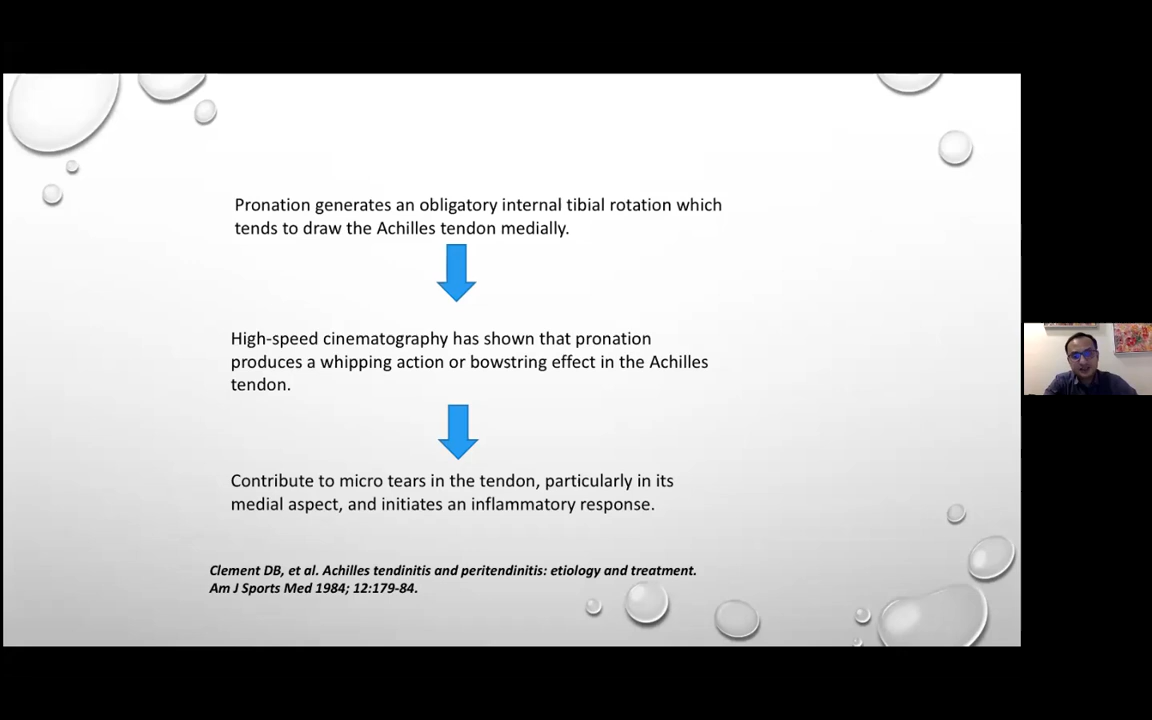 Pronation generates an obligatory internal tibial rotation which
tends to draw the Achilles tendon medially.
High-speed cinematography has shown that pronation
produces a whipping action or bowstring effect in the Achilles
tendon.
Contribute to micro tears in the tendon, particularly in its
medial aspect, and initiates an inflammatory response.
Clement DB, et al. Achilles tendinitis and peritendinitis: etiology and treatment.
Am J Sports Med 1984; 12:179-84.